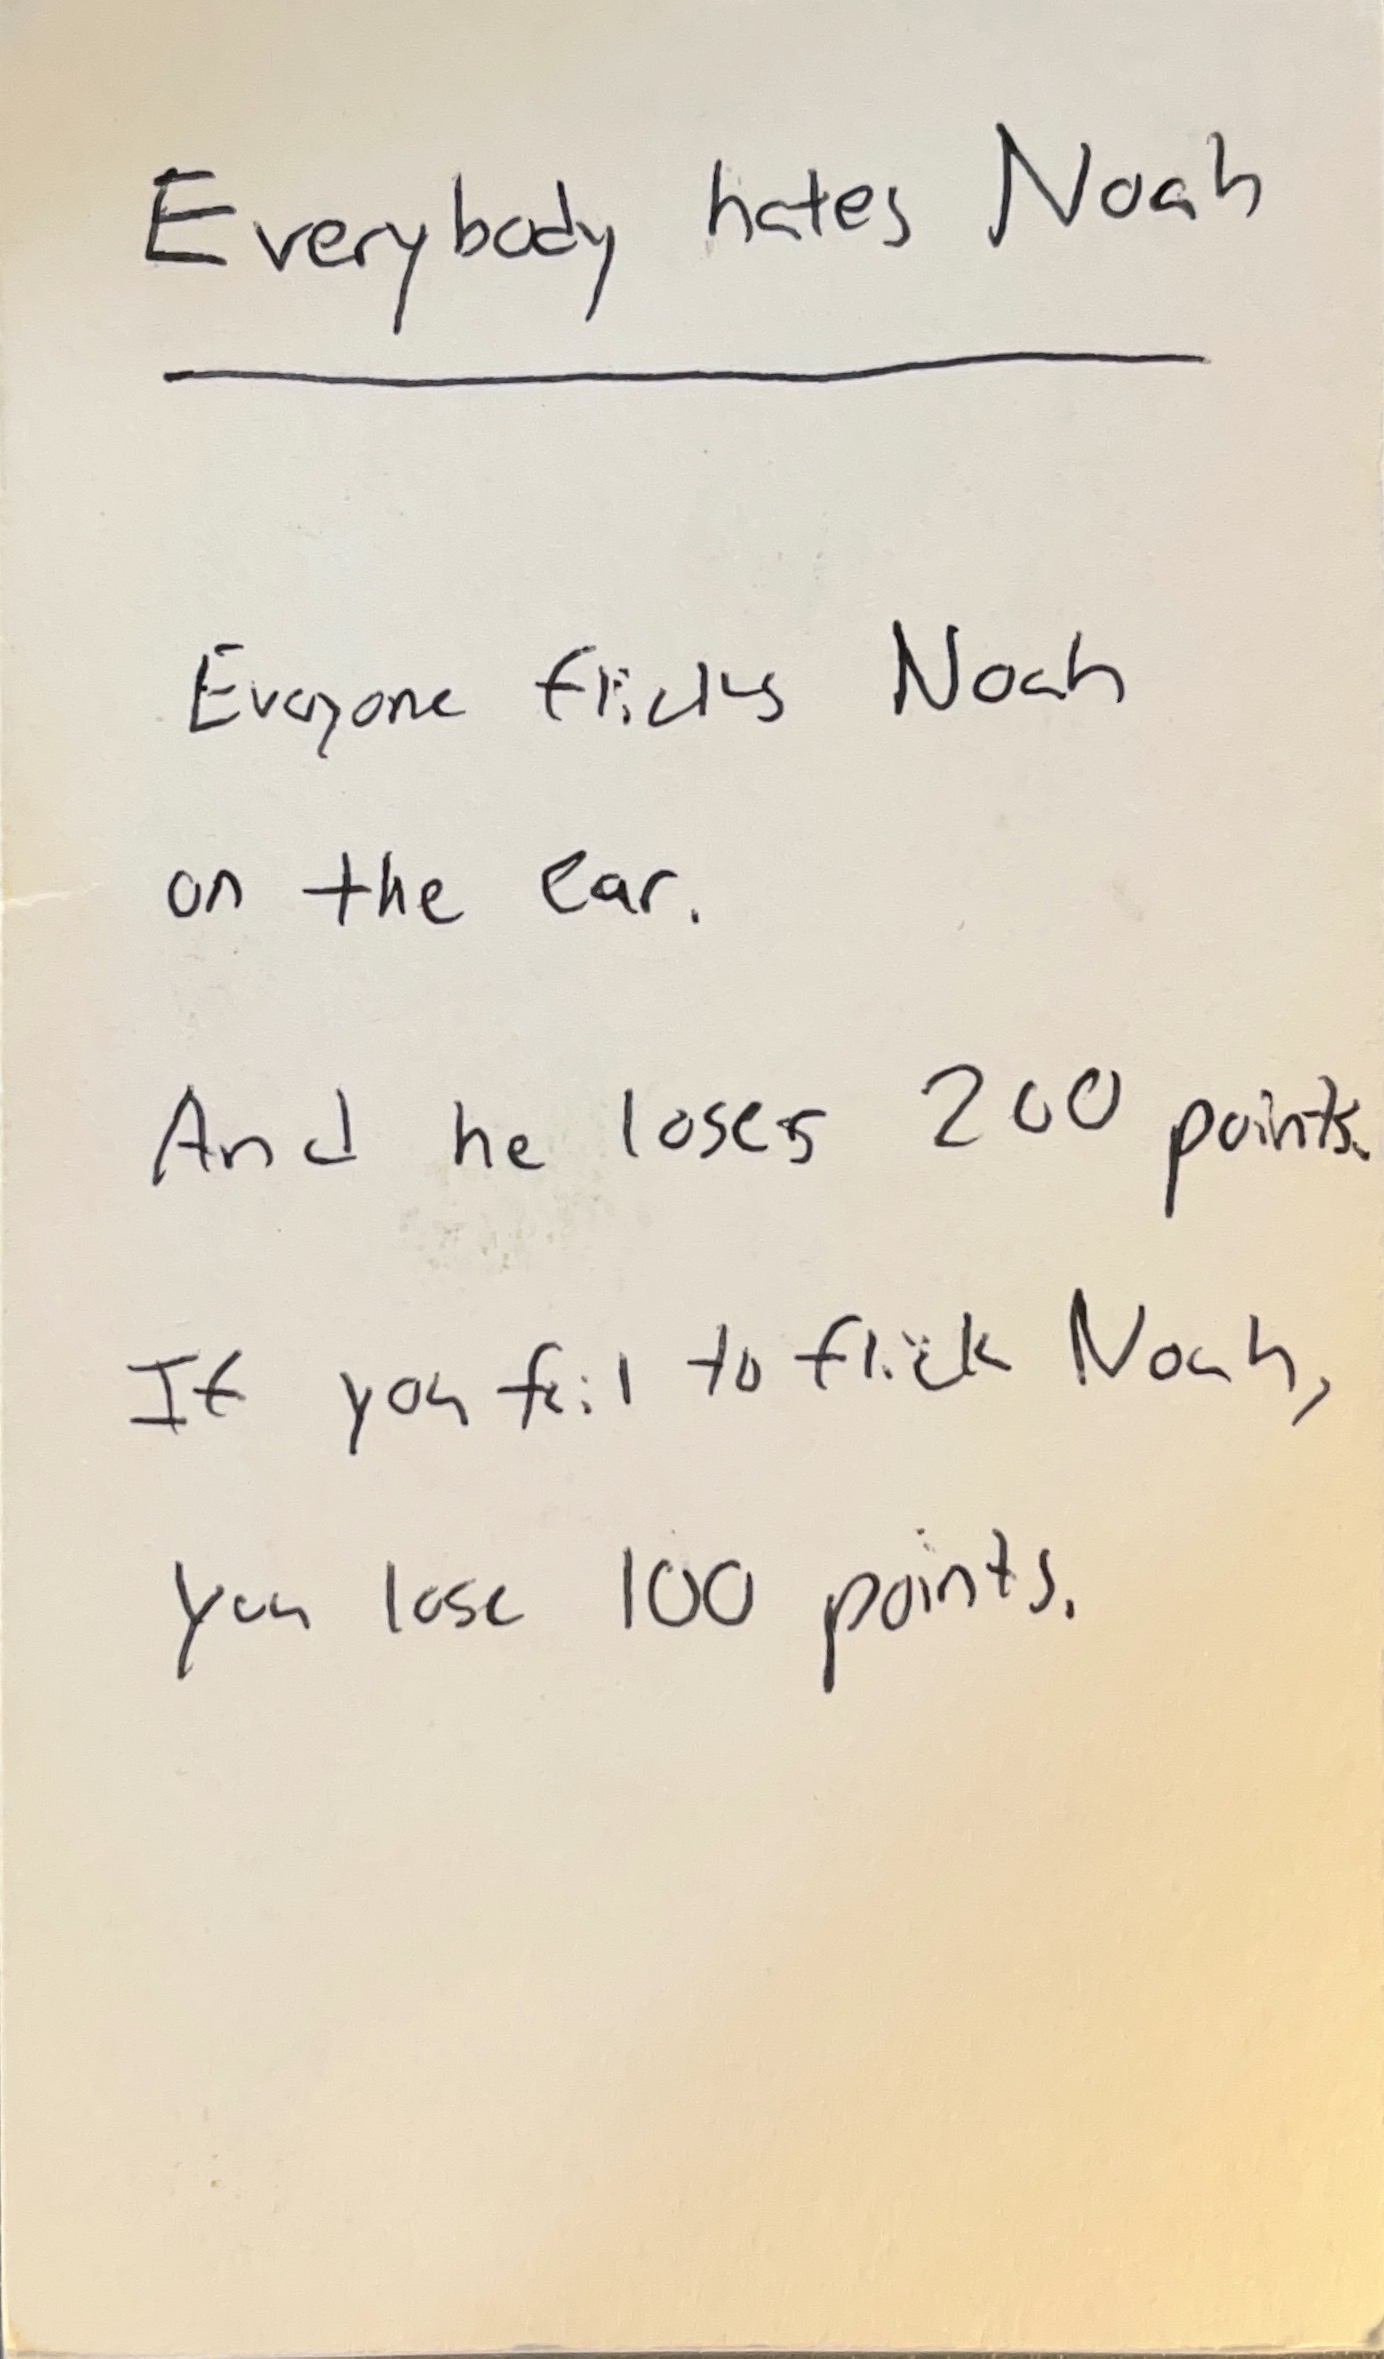 Everybody hates Noah
Everyone flicks Noah
on the ear.
And he loses 200 points.
If you fail to flick Noah,
you lose 100 points.